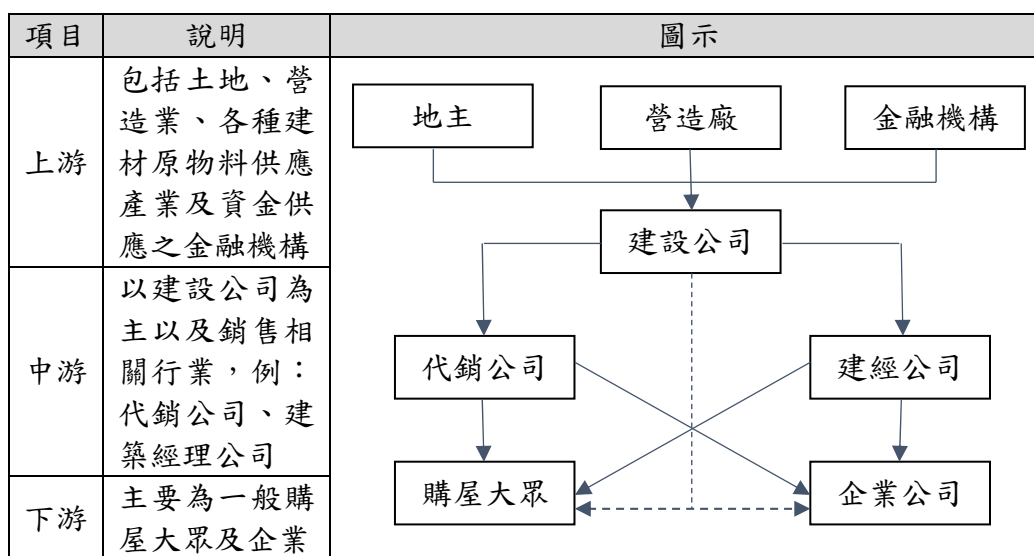 項目 說明 圖示
上游
包括土地、營
造業、各種建
材原物料供應
產業及資金供
應之金融機構
中游
以建設公司為
主以及銷售相
關行業，例：
代銷公司、建
築經理公司
下游
主要為一般購
屋大眾及企業
地主 營造廠 金融機構
建設公司
代銷公司 建經公司
購屋大眾 企業公司